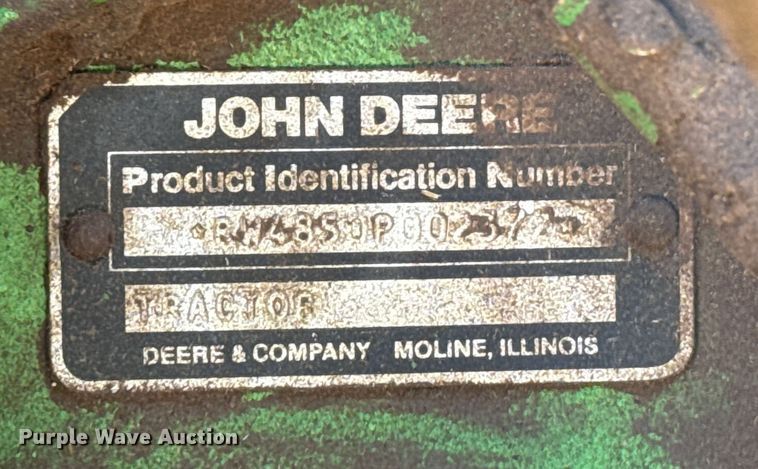 JOHN DEERE
Product Identification Number
TRACTOR
DEERE & COMPANY MOLINE, ILLINOIS
Purple Wave Auction